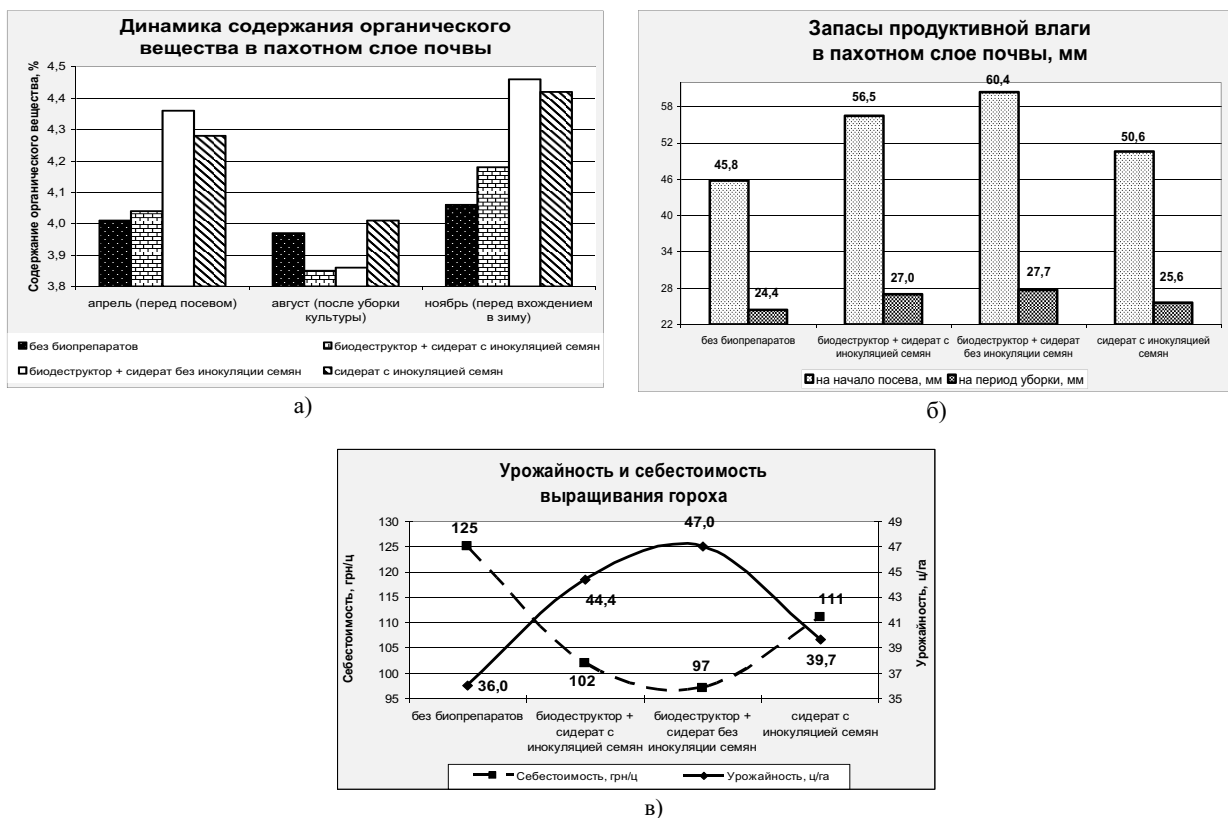 Динамика содержания органического
вещества в пахотном слое почвы
Содержание органического вещества, %
4,5
4,4
4,3
4,2
4,1
4,0
3,9
3,8
апрель (перед посевом)
август (после уборки
культуры)
ноябрь (перед вхождением
в зиму)
без биопрепаратов
биодеструктор + сидерат с инокуляцией семян
биодеструктор + сидерат без инокуляции семян
сидерат с инокуляцией семян
а)
Запасы продуктивной влаги
в пахотном слое почвы, мм
58
52
46
40
34
28
22
45,8
24,4
56,5
27,0
60,4
27,7
50,6
25,6
без биопрепаратов
биодеструктор + сидерат с
инокуляцией семян
биодеструктор + сидерат
без инокуляции семян
сидерат с инокуляцией
семян
на начало посева, мм
на период уборки, мм
б)
Урожайность и себестоимость
выращивания гороха
Себестоимость, грн/ц
130
125
120
115
110
105
100
95
125
102
97
111
36,0
44,4
47,0
39,7
49
47
45
43
41
39
37
35
Урожайность, ц/га
без биопрепаратов
биодеструктор +
сидерат с
инокуляцией семян
биодеструктор +
сидерат без
инокуляции семян
сидерат с
инокуляцией семян
Себестоимость, грн/ц
Урожайность, ц/га
в)